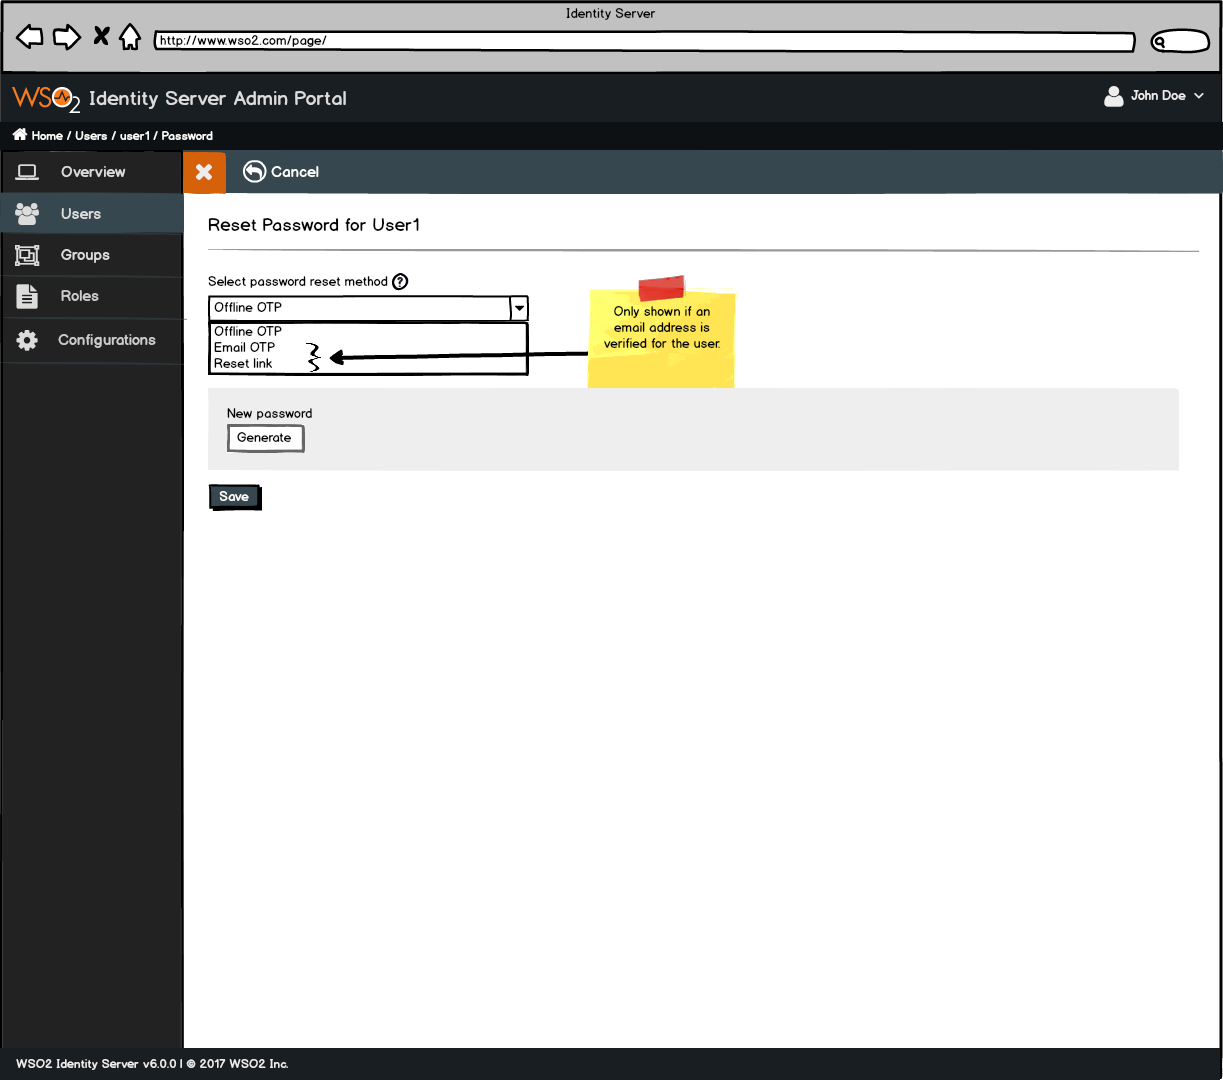 Identity Server
http://www.wso2.com/page/
WSO2 Identity Server Admin Portal
John Doe
Home / Users / user1 / Password
Overview
Cancel
Users
Groups
Roles
Configurations
Reset Password for User1
Select password reset method ?
Offline OTP
Offline OTP
Email OTP
Reset link
Only shown if an
email address is
verified for the user.
New password
Generate
Save
WSO2 Identity Server v6.0.0 | © 2017 WSO2 Inc.